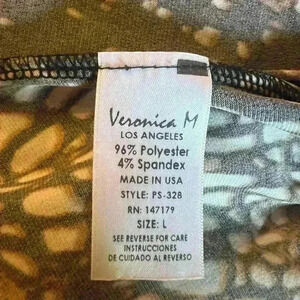 Veronica M
LOS ANGELES
96% Polyester
4% Spandex
MADE IN USA
STYLE: PS-328
RN: 147179
SIZE: L
SEE REVERSE FOR CARE
INSTRUCCIONES
DE CUIDADO AL REVERSO